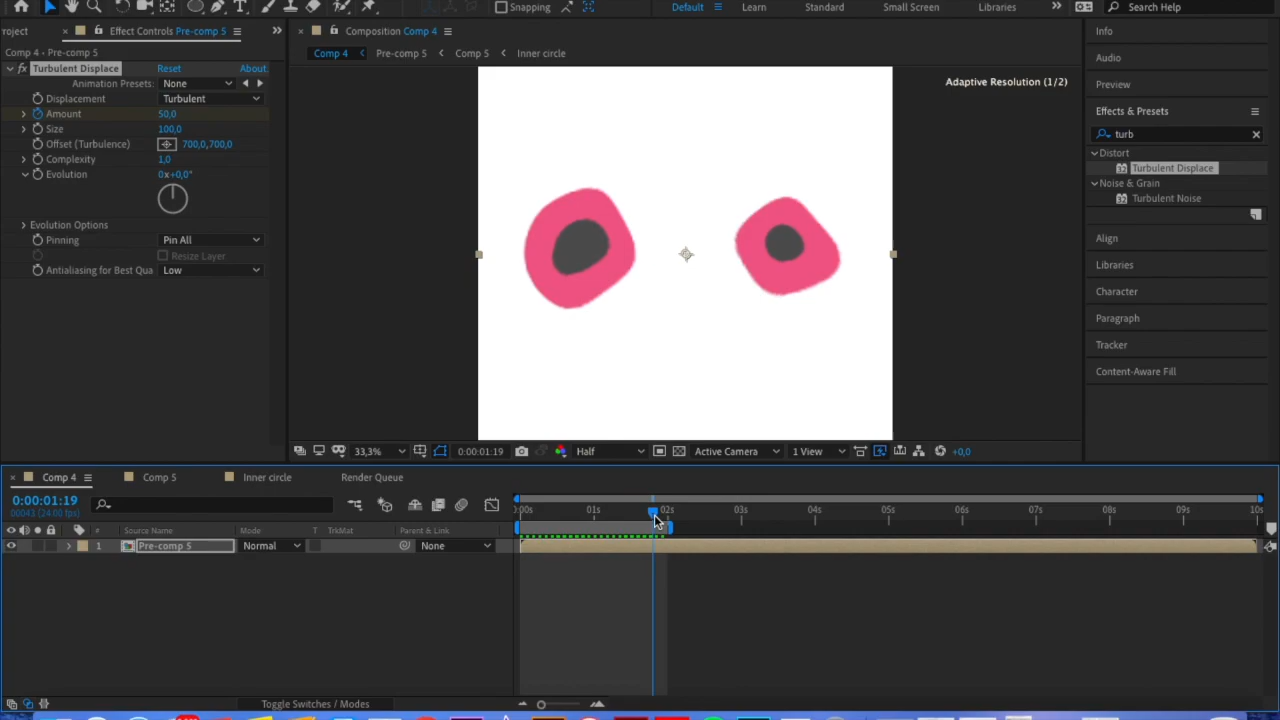 Snapping
Default
Learn
Standard
Small Screen
Libraries
Search Help
roject
Effect Controls Pre-comp 5
Composition Comp 4
Info
Comp 4 • Pre-comp 5
Comp 4
Pre-comp 5
Comp 5
Inner circle
Audio
fx Turbulent Displace
Reset
About.
Adaptive Resolution (1/2)
Preview
Animation Presets: None
Displacement
Turbulent
Effects & Presets
Amount
50,0
Size
100,0
turb
Offset (Turbulence)
700,0,700,0
Distort
Complexity
1,0
Turbulent Displace
Evolution
0x+0,0°
Noise & Grain
Turbulent Noise
Evolution Options
Pinning
Pin All
Align
Resize Layer
Antialiasing for Best Qua
Low
Libraries
Character
Paragraph
Tracker
Content-Aware Fill
33,3%
0:00:01:19
Half
Active Camera
1 View
+0,0
Comp 4
Comp 5
Inner circle
Render Queue
0:00:01:19
00043 (24.00 fps)
:00s
01s
02s
03s
04s
05s
06s
07s
08s
09s
10s
#
Source Name
Mode
T
TrkMat
Parent & Link
1
Pre-comp 5
Normal
None
Toggle Switches / Modes